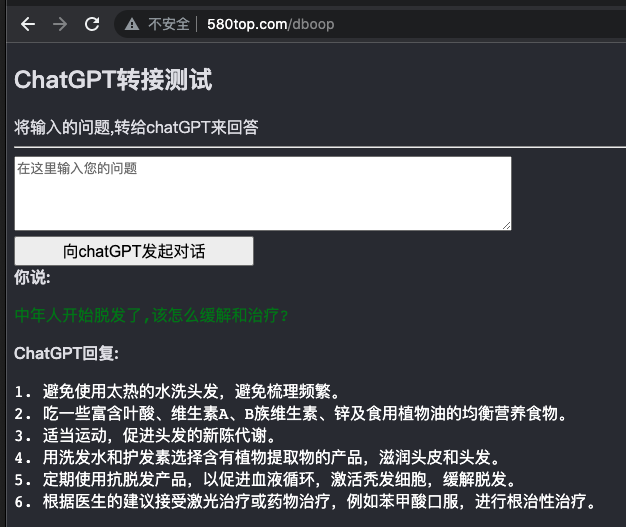 不安全 580top.com/dboop
ChatGPT转接测试
将输入的问题,转给chatGPT来回答
在这里输入您的问题
向chatGPT发起对话
你说:
中年人开始脱发了,该怎么缓解和治疗?
ChatGPT回复:
1. 避免使用太热的水洗头发，避免梳理频繁。
2. 吃一些富含叶酸、维生素A、B族维生素、锌及食用植物油的均衡营养食物。
3. 适当运动，促进头发的新陈代谢。
4. 用洗发水和护发素选择含有植物提取物的产品，滋润头皮和头发。
5. 定期使用抗脱发产品，以促进血液循环，激活秃发细胞，缓解脱发。
6. 根据医生的建议接受激光治疗或药物治疗，例如苯甲酸口服，进行根治性治疗。